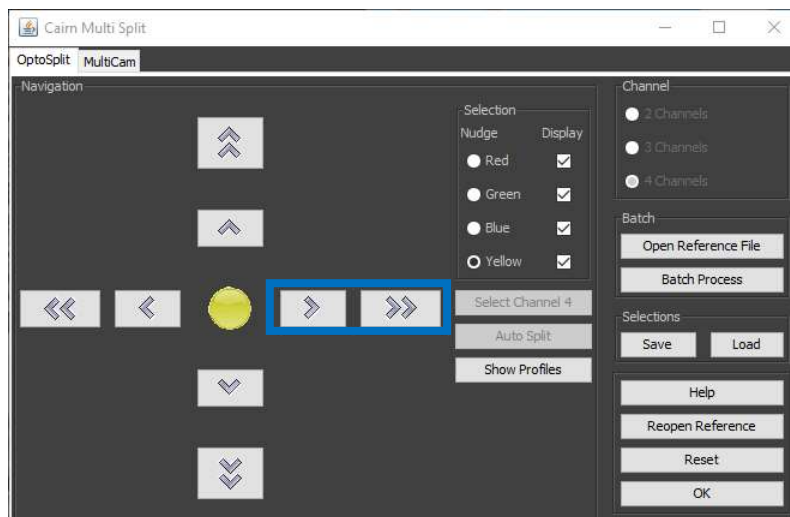 Cairn Multi Split
OptoSplit MultiCam
Navigation
Selection
Nudge Display
Red
Green
Blue
Yellow
Select Channel 4
Auto Split
Show Profiles
Channel
2 Channels
3 Channels
4 Channels
Batch
Open Reference File
Batch Process
Selections
Save Load
Help
Reopen Reference
Reset
OK